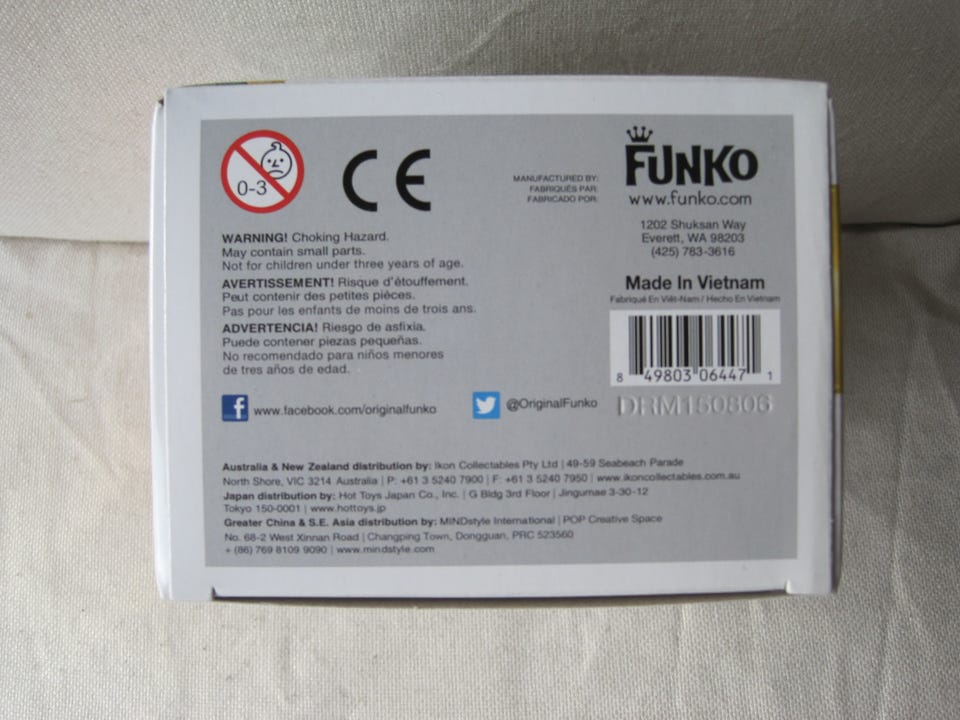 0-3
CE
MANUFACTURED BY:
FABRIQUÉS PAR:
FABRICADO POR:
FUNKO
www.funko.com
1202 Shuksan Way
Everett, WA 98203
(425) 783-3616
WARNING! Choking Hazard.
May contain small parts.
Not for children under three years of age.
AVERTISSEMENT! Risque d'étouffement.
Peut contenir des petites pièces.
Pas pour les enfants de moins de trois ans.
ADVERTENCIA! Riesgo de asfixia.
Puede contener piezas pequeñas.
No recomendado para niños menores
de tres años de edad.
Made In Vietnam
Fabriqué En Viêt-Nam / Hecho En Vietnam
8 49803 06447 1
f www.facebook.com/originalfunko
@OriginalFunko
DRM150806
Australia & New Zealand distribution by: Ikon Collectables Pty Ltd | 49-59 Seabeach Parade
North Shore, VIC 3214 Australia | P: +61 3 5240 7900 | F: +61 3 5240 7950 | www.ikoncollectables.com.au
Japan distribution by: Hot Toys Japan Co., Inc. | G Bldg 3rd Floor | Jingumae 3-30-12
Tokyo 150-0001 | www.hottoys.jp
Greater China & S.E. Asia distribution by: MINDstyle International | POP Creative Space
No. 68-2 West Xinnan Road | Changping Town, Dongguan, PRC 523560
+ (86) 769 8109 9090 | www.mindstyle.com